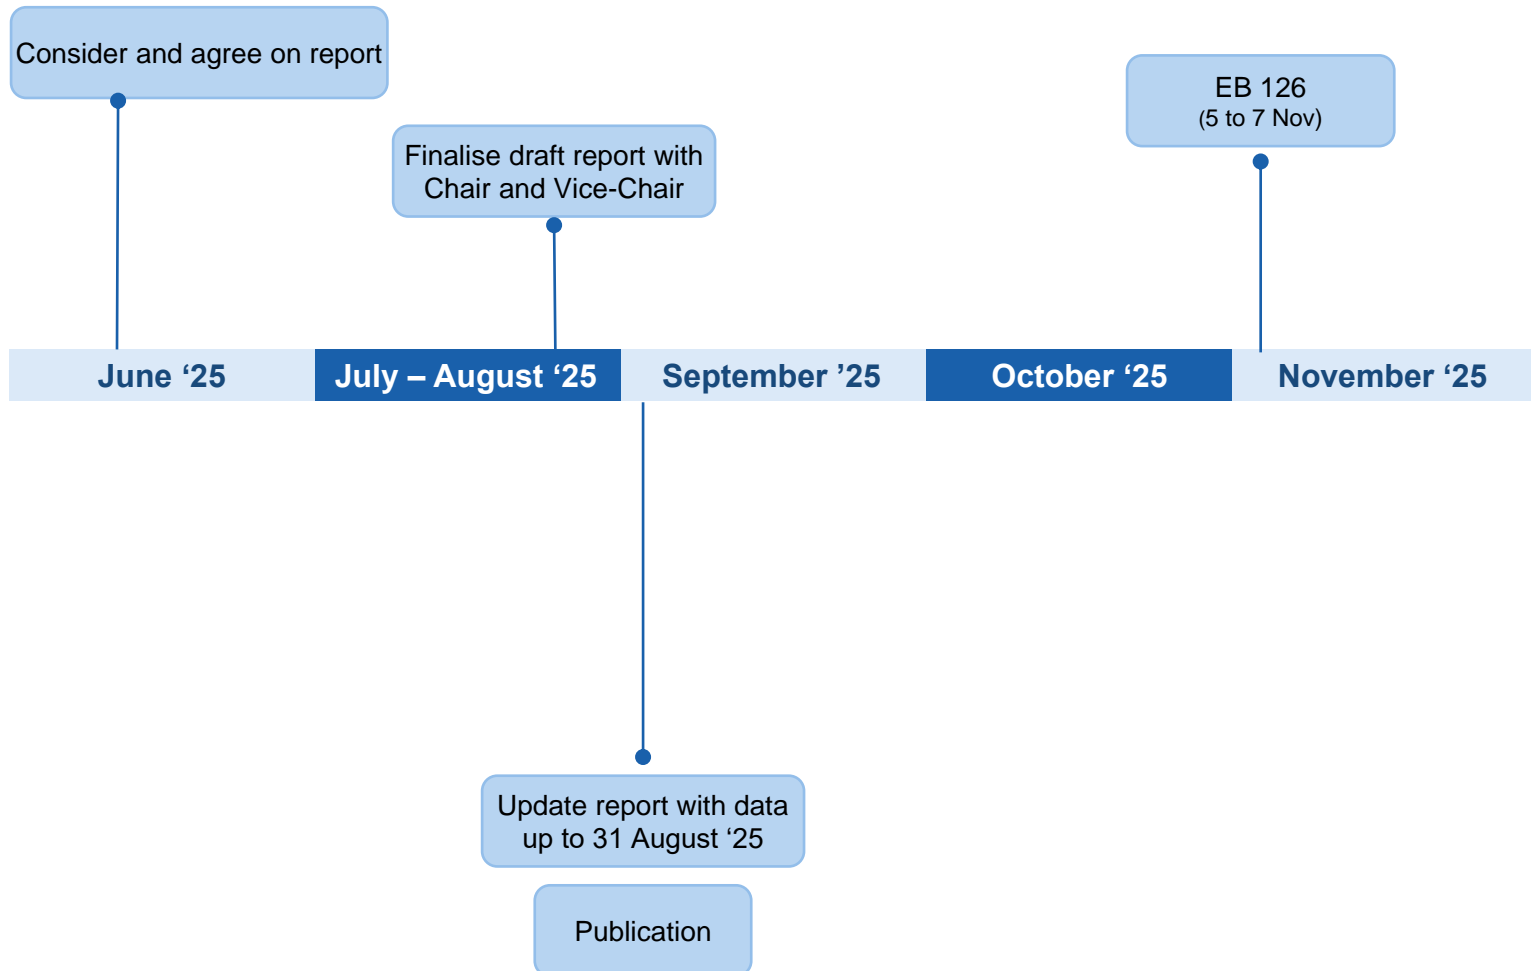 Consider and agree on report
EB 126
(5 to 7 Nov)
Finalise draft report with
Chair and Vice-Chair
June ‘25
July – August ‘25
September ’25
October ‘25
November ‘25
Update report with data
up to 31 August ‘25
Publication